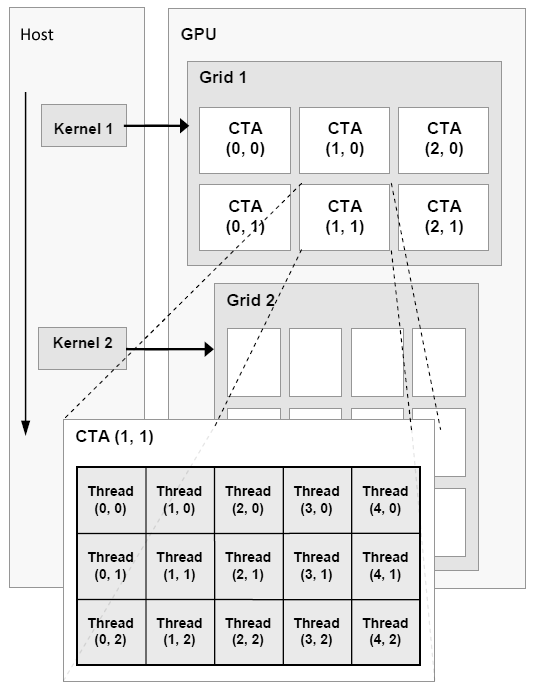 Host
GPU
Grid 1
Kernel 1
CTA
(0, 0)
CTA
(1, 0)
CTA
(2, 0)
CTA
(0, 1)
CTA
(1, 1)
CTA
(2, 1)
Grid 2
Kernel 2
CTA (1, 1)
Thread
(0, 0)
Thread
(1, 0)
Thread
(2, 0)
Thread
(3, 0)
Thread
(4, 0)
Thread
(0, 1)
Thread
(1, 1)
Thread
(2, 1)
Thread
(3, 1)
Thread
(4, 1)
Thread
(0, 2)
Thread
(1, 2)
Thread
(2, 2)
Thread
(3, 2)
Thread
(4, 2)